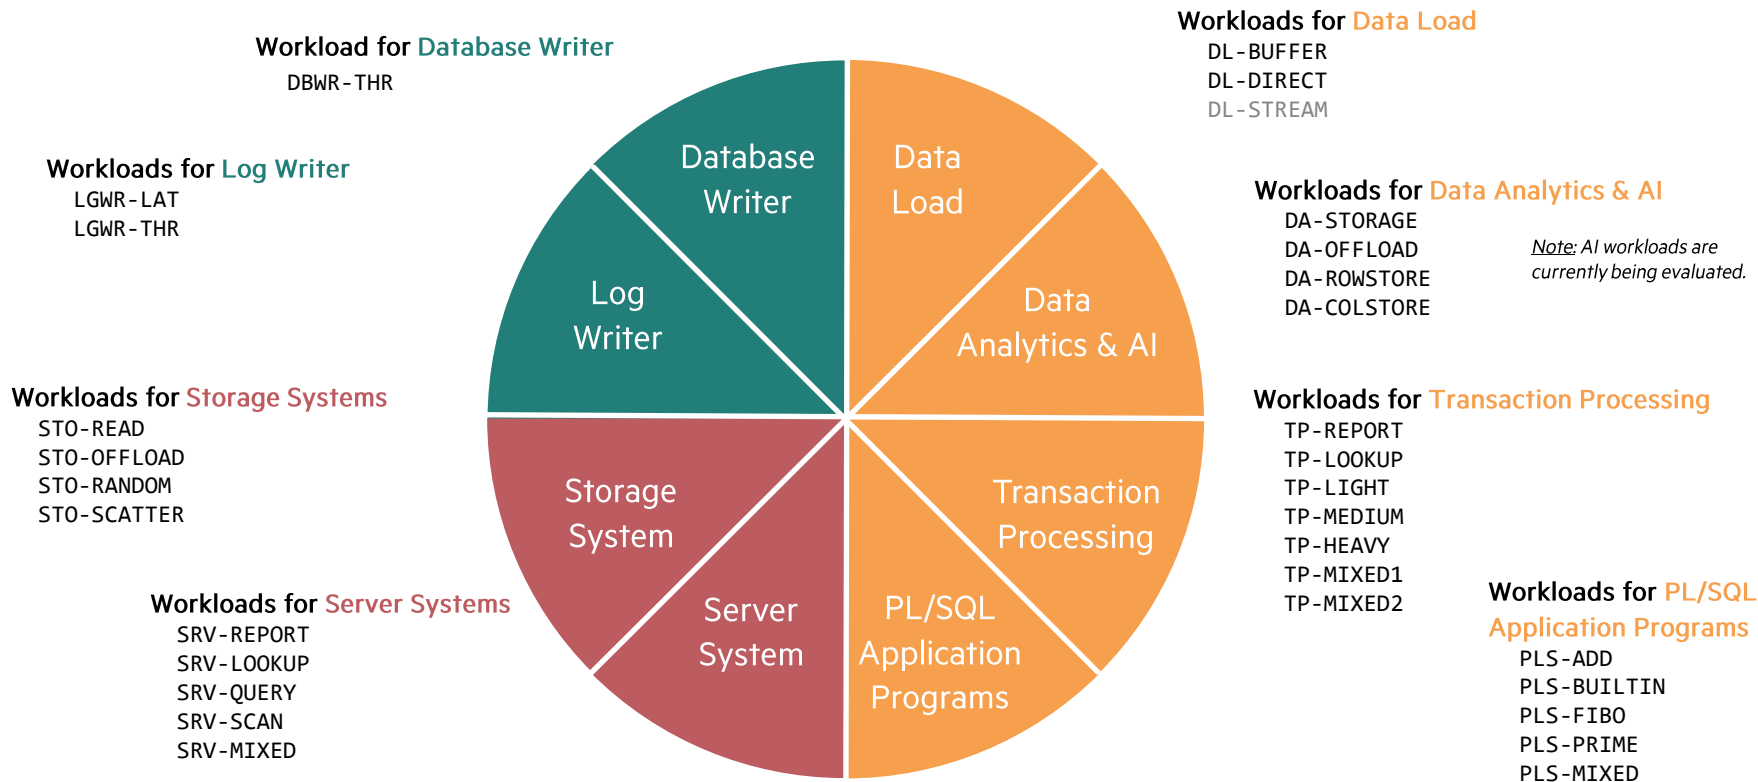 Workload for Database Writer
DBWR-THR
Workloads for Log Writer
LGWR-LAT
LGWR-THR
Workloads for Storage Systems
STO-READ
STO-OFFLOAD
STO-RANDOM
STO-SCATTER
Workloads for Server Systems
SRV-REPORT
SRV-LOOKUP
SRV-QUERY
SRV-SCAN
SRV-MIXED
Database
Writer
Data
Load
Log
Writer
Data
Analytics & AI
Storage
System
Transaction
Processing
Server
System
PL/SQL
Application
Programs
Workloads for Data Load
DL-BUFFER
DL-DIRECT
DL-STREAM
Workloads for Data Analytics & AI
DA-STORAGE
DA-OFFLOAD
DA-ROWSTORE
DA-COLSTORE
Note: AI workloads are
currently being evaluated.
Workloads for Transaction Processing
TP-REPORT
TP-LOOKUP
TP-LIGHT
TP-MEDIUM
TP-HEAVY
TP-MIXED1
TP-MIXED2
Workloads for PL/SQL
Application Programs
PLS-ADD
PLS-BUILTIN
PLS-FIBO
PLS-PRIME
PLS-MIXED